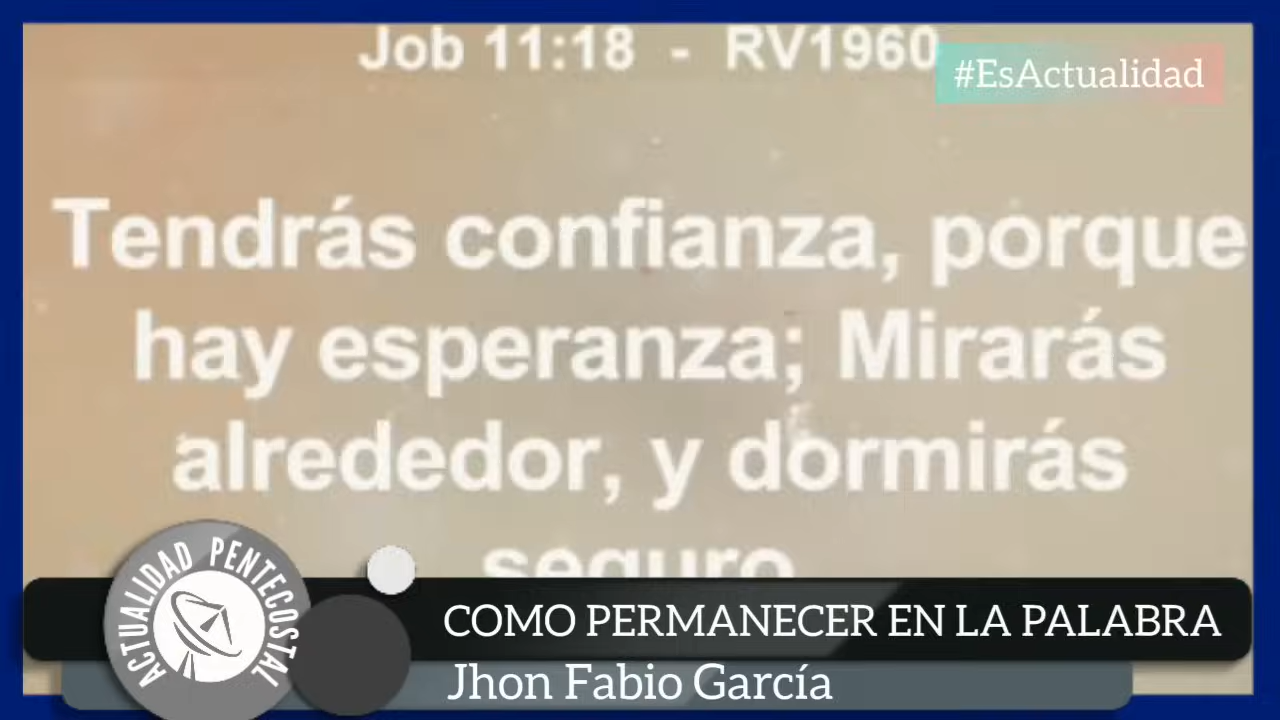 Job 11:18 - RV1960
#EsActualidad
Tendrás confianza, porque
hay esperanza; Mirarás
alrededor, y dormirás
seguro
COMO PERMANECER EN LA PALABRA
Jhon Fabio García
ACTUALIDAD PENTECOSTAL